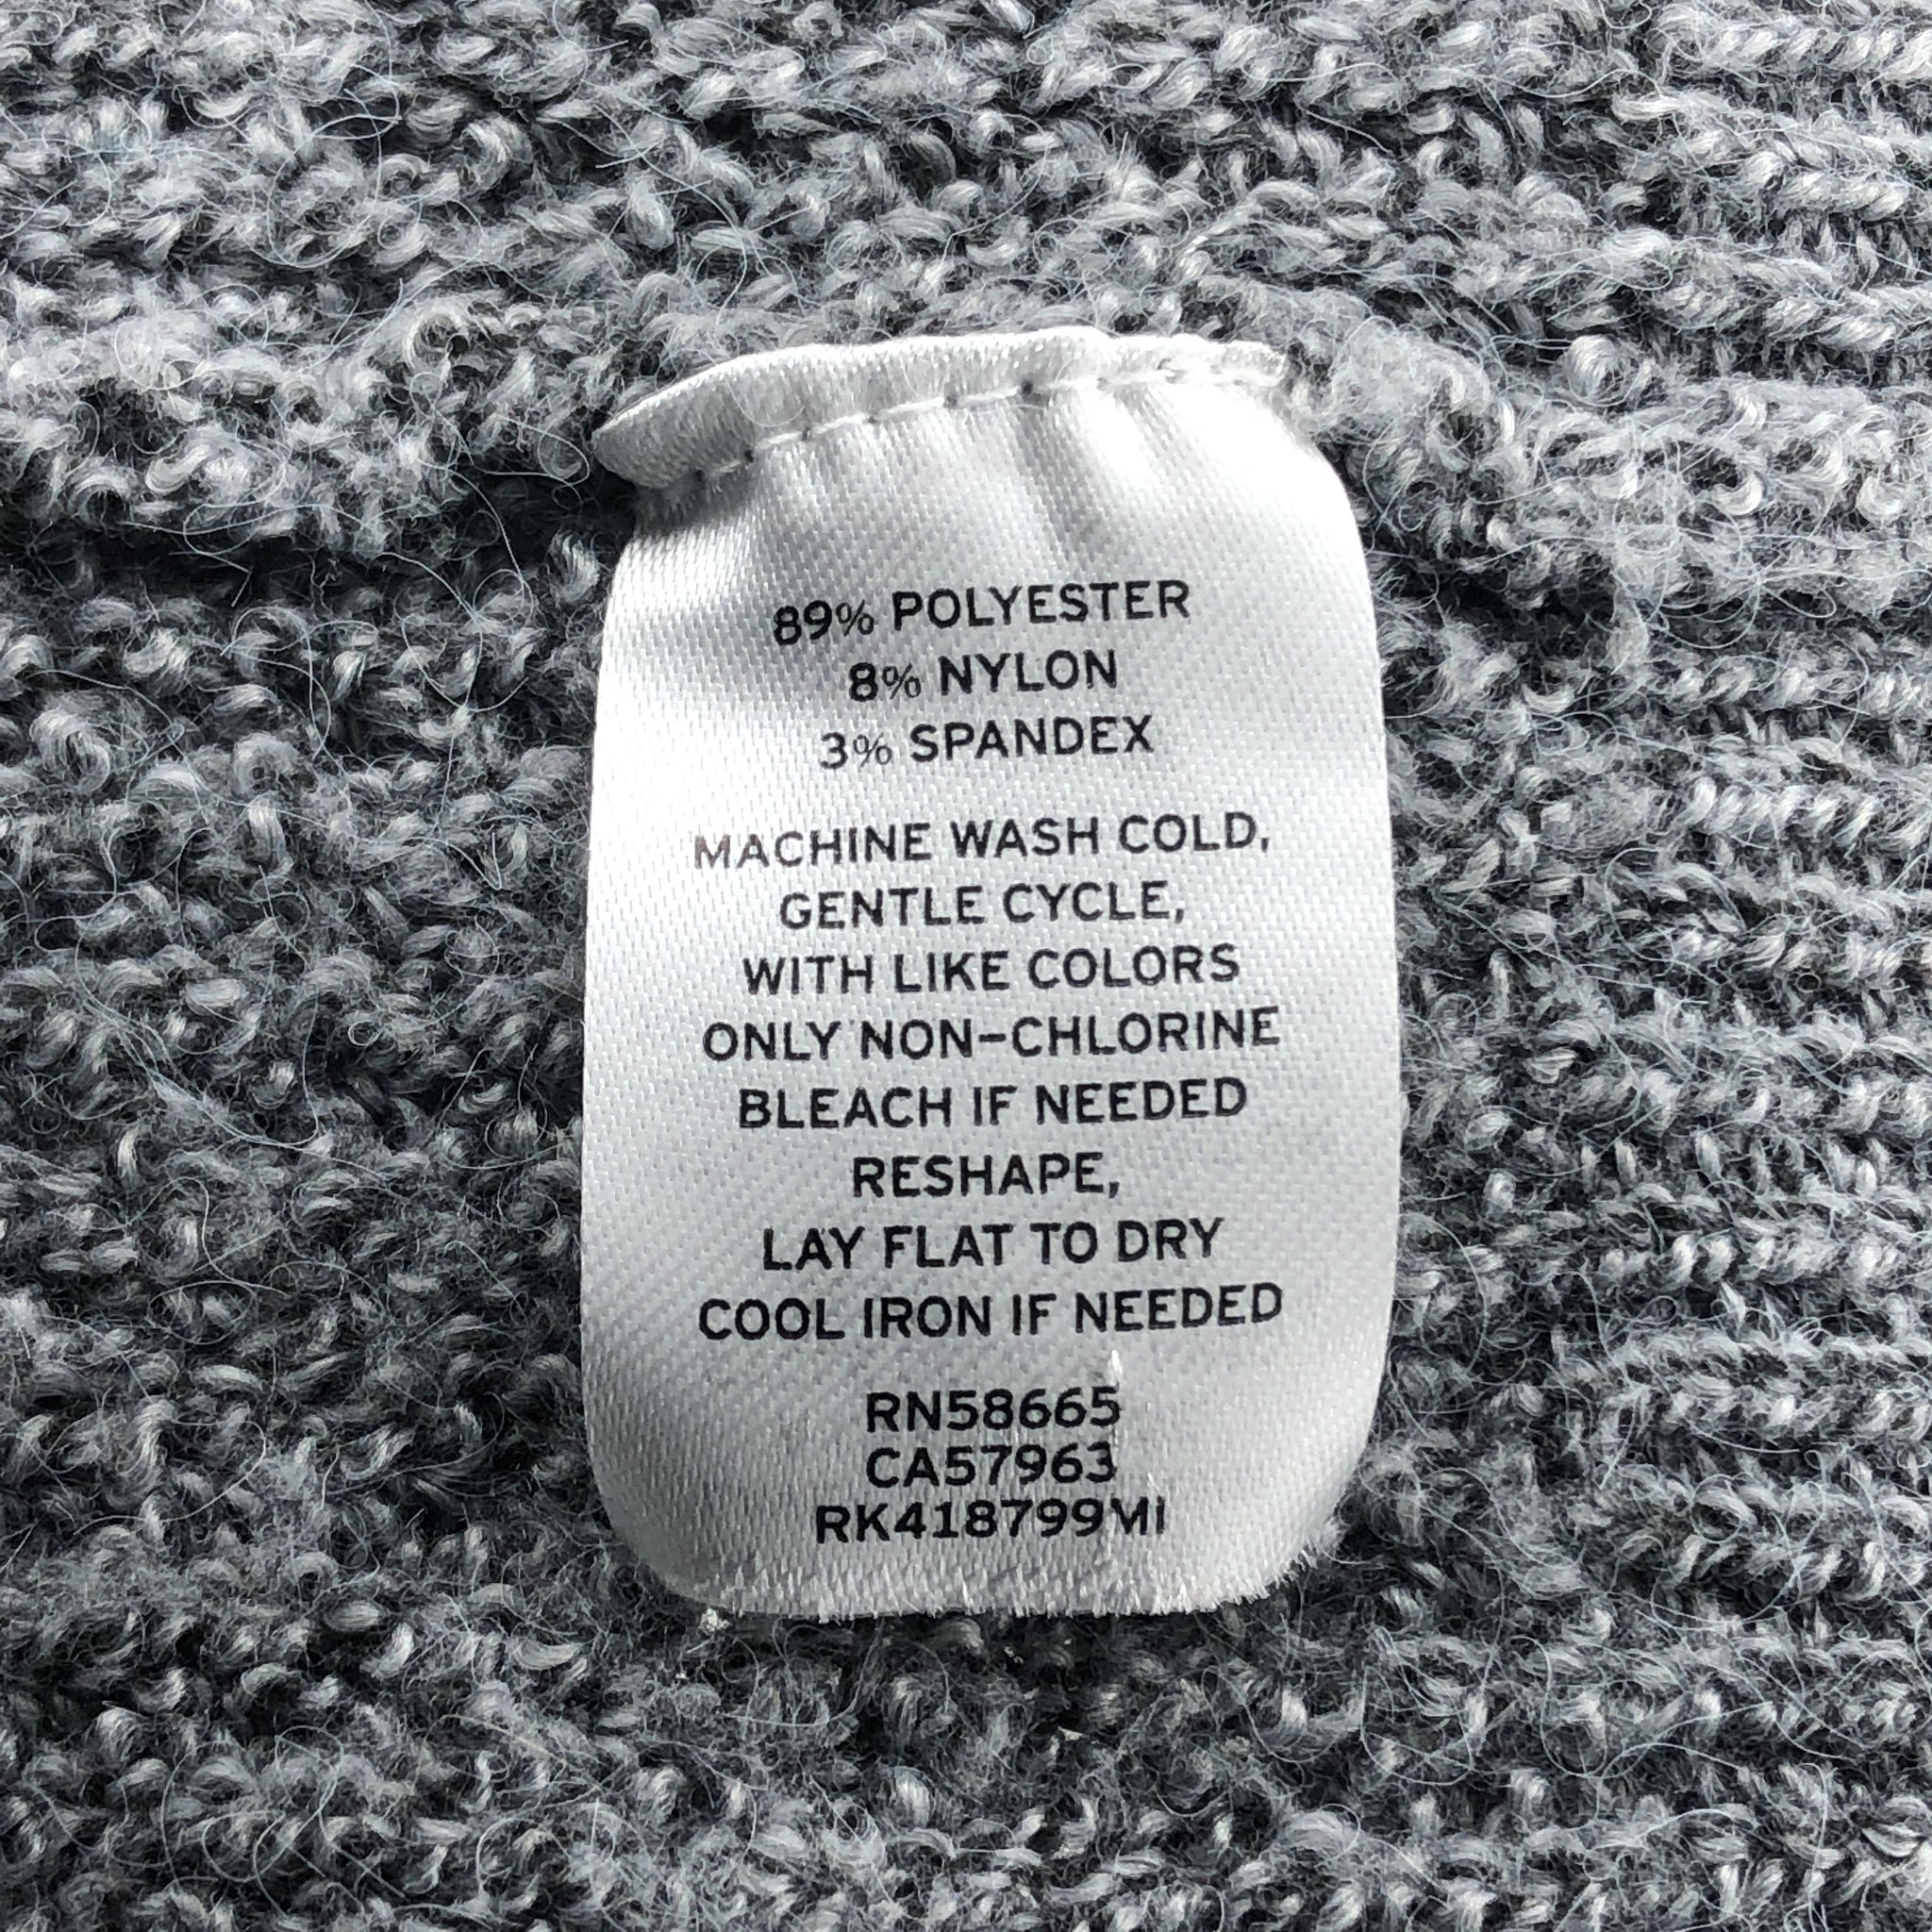 89% POLYESTER
8% NYLON
3% SPANDEX
MACHINE WASH COLD,
GENTLE CYCLE,
WITH LIKE COLORS
ONLY NON-CHLORINE
BLEACH IF NEEDED
RESHAPE,
LAY FLAT TO DRY
COOL IRON IF NEEDED
RN58665
CA57963
RK418799MI